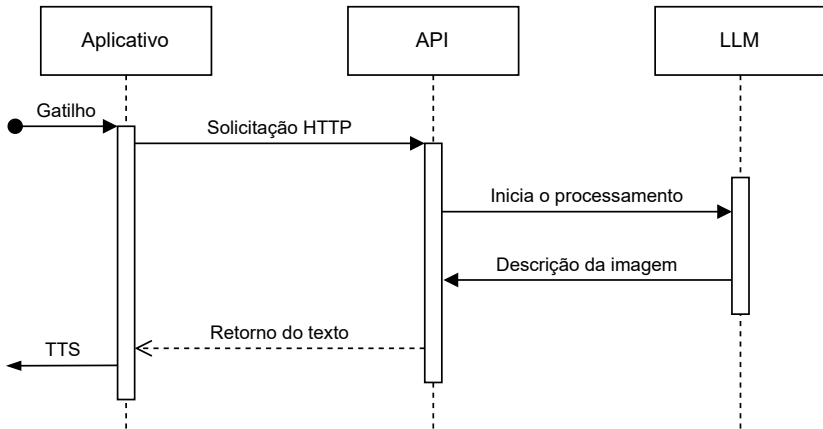 Aplicativo
API
LLM
Gatilho
Solicitação HTTP
Inicia o processamento
Descrição da imagem
Retorno do texto
TTS